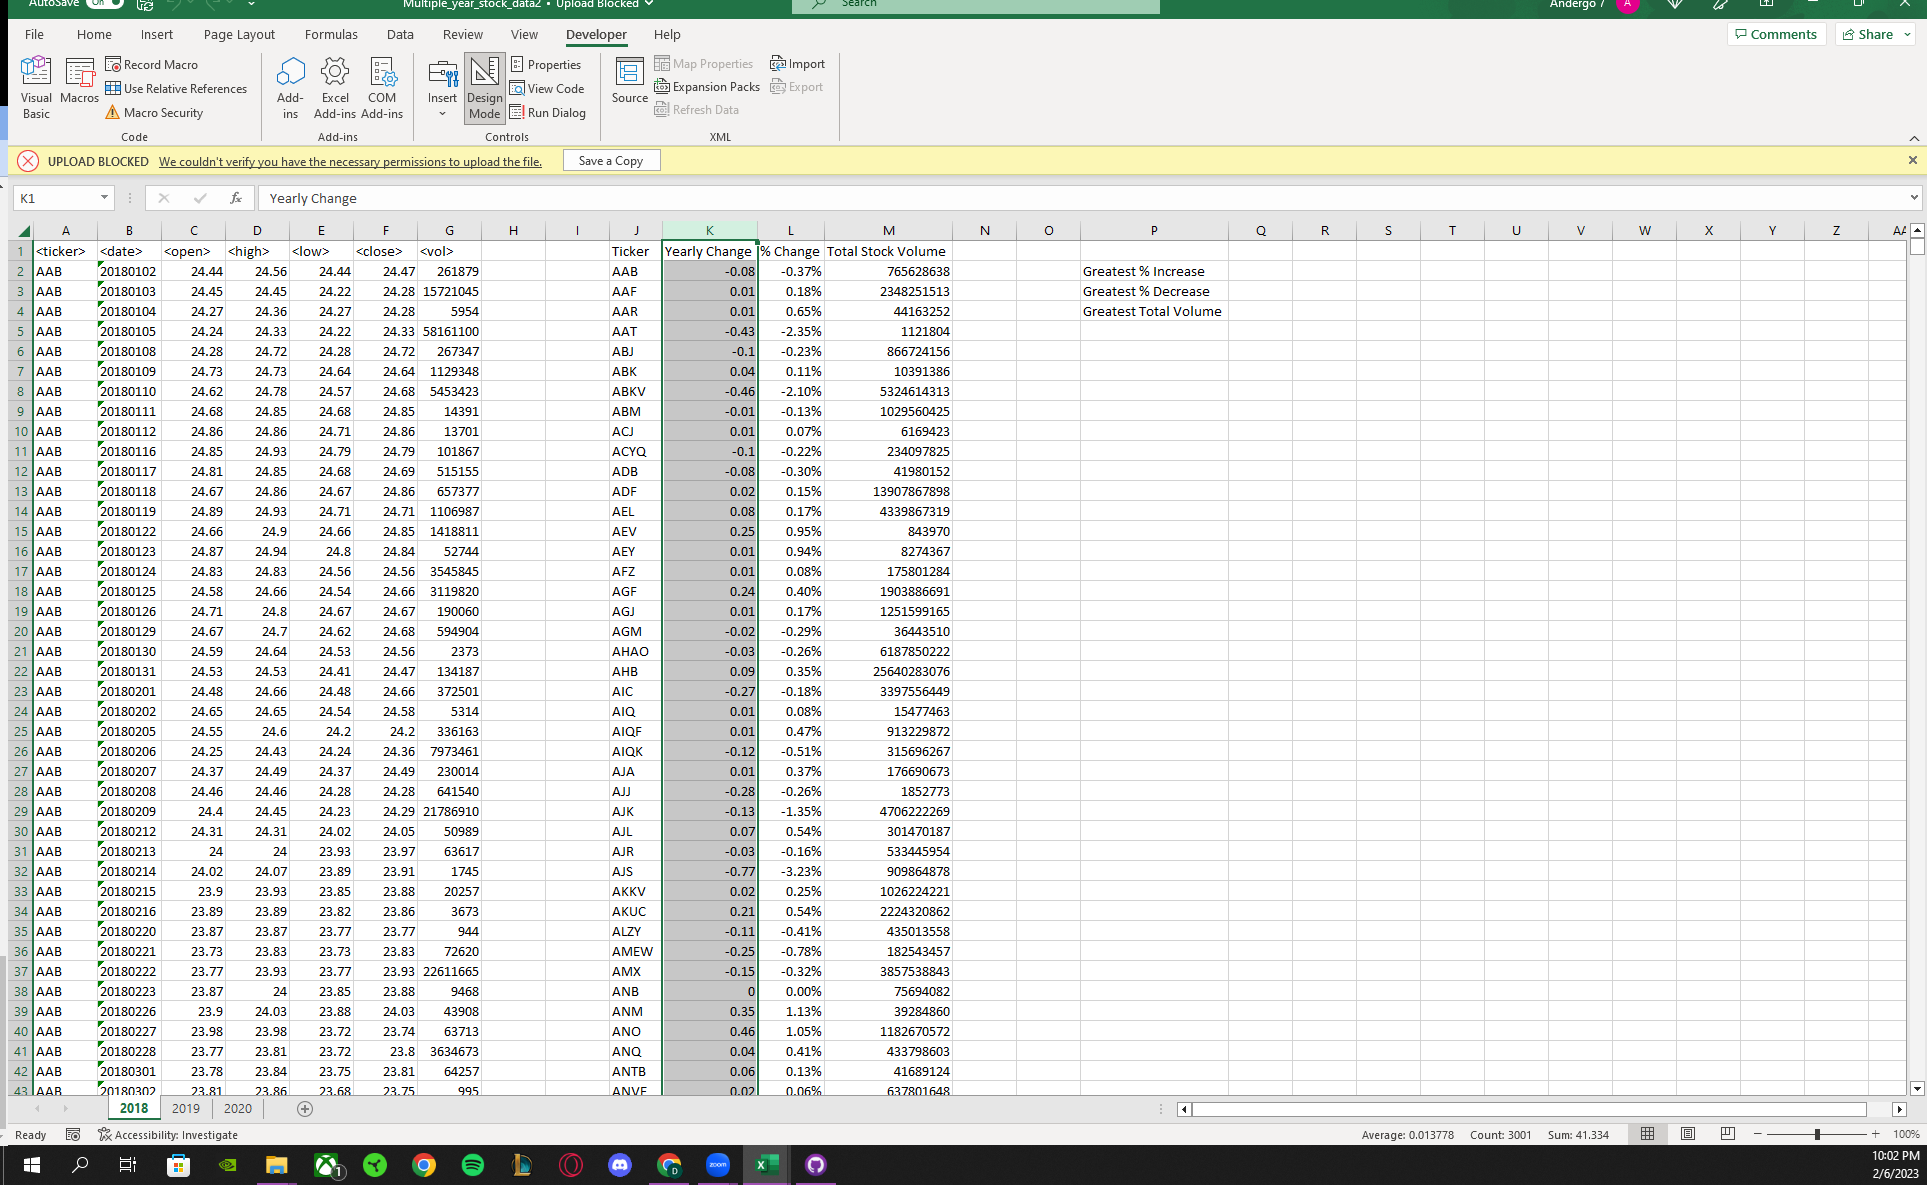 AutoSave On Multiple_year_stock_data2 • Upload Blocked Search Andergo 7 A
File Home Insert Page Layout Formulas Data Review View Developer Help Comments Share
Visual Basic Macros Record Macro Use Relative References Macro Security Code
Add-ins Excel Add-ins COM Add-ins Add-ins
Insert Design Mode Properties View Code Run Dialog Controls
Source Map Properties Expansion Packs Refresh Data Import Export XML
UPLOAD BLOCKED We couldn't verify you have the necessary permissions to upload the file. Save a Copy
K1 fx Yearly Change
A B C D E F G H I J K L M N O P Q R S T U V W X Y Z AA
1 <ticker> <date> <open> <high> <low> <close> <vol> Ticker Yearly Change % Change Total Stock Volume
2 AAB 20180102 24.44 24.56 24.44 24.47 261879 AAB -0.08 -0.37% 765628638 Greatest % Increase
3 AAB 20180103 24.45 24.45 24.22 24.28 15721045 AAF 0.01 0.18% 2348251513 Greatest % Decrease
4 AAB 20180104 24.27 24.36 24.27 24.28 5954 AAR 0.01 0.65% 44163252 Greatest Total Volume
5 AAB 20180105 24.24 24.33 24.22 24.33 58161100 AAT -0.43 -2.35% 1121804
6 AAB 20180108 24.28 24.72 24.28 24.72 267347 ABJ -0.1 -0.23% 866724156
7 AAB 20180109 24.73 24.73 24.64 24.64 1129348 ABK 0.04 0.11% 10391386
8 AAB 20180110 24.62 24.78 24.57 24.68 5453423 ABKV -0.46 -2.10% 5324614313
9 AAB 20180111 24.68 24.85 24.68 24.85 14391 ABM -0.01 -0.13% 1029560425
10 AAB 20180112 24.86 24.86 24.71 24.86 13701 ACJ 0.01 0.07% 6169423
11 AAB 20180116 24.85 24.93 24.79 24.79 101867 ACYQ -0.1 -0.22% 234097825
12 AAB 20180117 24.81 24.85 24.68 24.69 515155 ADB -0.08 -0.30% 41980152
13 AAB 20180118 24.67 24.86 24.67 24.86 657377 ADF 0.02 0.15% 13907867898
14 AAB 20180119 24.89 24.93 24.71 24.71 1106987 AEL 0.08 0.17% 4339867319
15 AAB 20180122 24.66 24.9 24.66 24.85 1418811 AEV 0.25 0.95% 843970
16 AAB 20180123 24.87 24.94 24.8 24.84 52744 AEY 0.01 0.94% 8274367
17 AAB 20180124 24.83 24.83 24.56 24.56 3545845 AFZ 0.01 0.08% 175801284
18 AAB 20180125 24.58 24.66 24.54 24.66 3119820 AGF 0.24 0.40% 1903886691
19 AAB 20180126 24.71 24.8 24.67 24.67 190060 AGJ 0.01 0.17% 1251599165
20 AAB 20180129 24.67 24.7 24.62 24.68 594904 AGM -0.02 -0.29% 36443510
21 AAB 20180130 24.59 24.64 24.53 24.56 2373 AHAO -0.03 -0.26% 6187850222
22 AAB 20180131 24.53 24.53 24.41 24.47 134187 AHB 0.09 0.35% 25640283076
23 AAB 20180201 24.48 24.66 24.48 24.66 372501 AIC -0.27 -0.18% 3397556449
24 AAB 20180202 24.65 24.65 24.54 24.58 5314 AIQ 0.01 0.08% 15477463
25 AAB 20180205 24.55 24.6 24.2 24.2 336163 AIQF 0.01 0.47% 913229872
26 AAB 20180206 24.25 24.43 24.24 24.36 7973461 AIQK -0.12 -0.51% 315696267
27 AAB 20180207 24.37 24.49 24.37 24.49 230014 AJA 0.01 0.37% 176690673
28 AAB 20180208 24.46 24.46 24.28 24.28 641540 AJJ -0.28 -0.26% 1852773
29 AAB 20180209 24.4 24.45 24.23 24.29 21786910 AJK -0.13 -1.35% 4706222269
30 AAB 20180212 24.31 24.31 24.02 24.05 50989 AJL 0.07 0.54% 301470187
31 AAB 20180213 24 24 23.93 23.97 63617 AJR -0.03 -0.16% 533445954
32 AAB 20180214 24.02 24.07 23.89 23.91 1745 AJS -0.77 -3.23% 909864878
33 AAB 20180215 23.9 23.93 23.85 23.88 20257 AKKV 0.02 0.25% 1026224221
34 AAB 20180216 23.89 23.89 23.82 23.86 3673 AKUC 0.21 0.54% 2224320862
35 AAB 20180220 23.87 23.87 23.77 23.77 944 ALZY -0.11 -0.41% 435013558
36 AAB 20180221 23.73 23.83 23.73 23.83 72620 AMEW -0.25 -0.78% 182543457
37 AAB 20180222 23.77 23.93 23.77 23.93 22611665 AMX -0.15 -0.32% 3857538843
38 AAB 20180223 23.87 24 23.85 23.88 9468 ANB 0 0.00% 75694082
39 AAB 20180226 23.9 24.03 23.88 24.03 43908 ANM 0.35 1.13% 39284860
40 AAB 20180227 23.98 23.98 23.72 23.74 63713 ANO 0.46 1.05% 1182670572
41 AAB 20180228 23.77 23.81 23.72 23.8 3634673 ANQ 0.04 0.41% 433798603
42 AAB 20180301 23.78 23.84 23.75 23.81 64257 ANTB 0.06 0.13% 41689124
43 AAB 20180302 23.81 23.86 23.68 23.75 995 ANVE 0.02 0.06% 637801648
2018 2019 2020
Ready Accessibility: Investigate Average: 0.013778 Count: 3001 Sum: 41.334 100%
1 D zoom
10:02 PM
2/6/2023